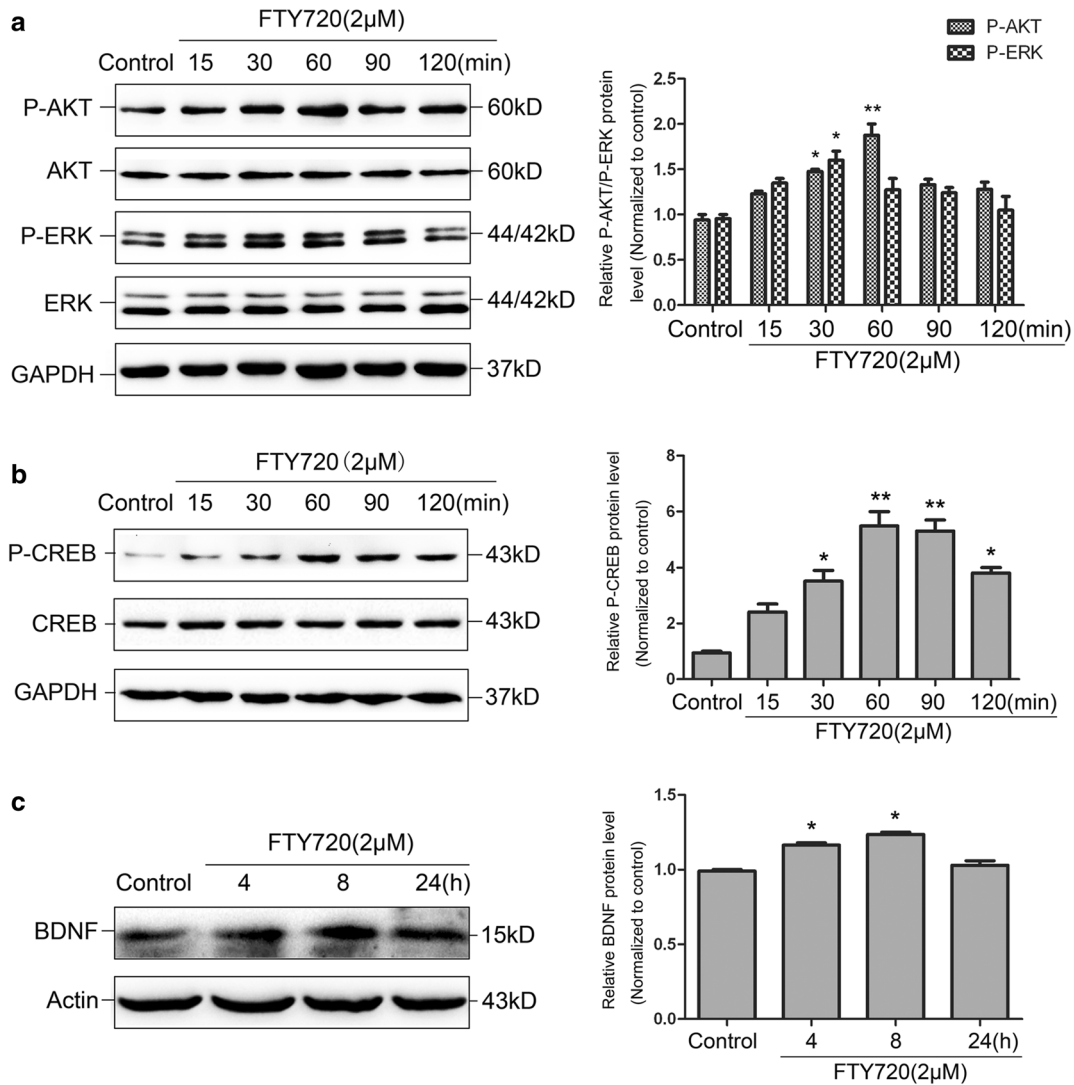 a
FTY720(2μM)
Control 15 30 60 90 120(min)
P-AKT 60kD
AKT 60kD
P-ERK 44/42kD
ERK 44/42kD
GAPDH 37kD
P-AKT
P-ERK
Relative P-AKT/P-ERK protein
level (Normalized to control)
2.5
2.0
1.5
1.0
0.5
0.0
* * **
Control 15 30 60 90 120(min)
FTY720(2μM)
b
FTY720(2μM)
Control 15 30 60 90 120(min)
P-CREB 43kD
CREB 43kD
GAPDH 37kD
Relative P-CREB protein level
(Normalized to control)
8
6
4
2
0
* ** ** *
Control 15 30 60 90 120(min)
FTY720(2μM)
c
FTY720(2μM)
Control 4 8 24(h)
BDNF 15kD
Actin 43kD
Relative BDNF protein level
(Normalized to control)
1.5
1.0
0.5
0.0
* *
Control 4 8 24(h)
FTY720(2μM)